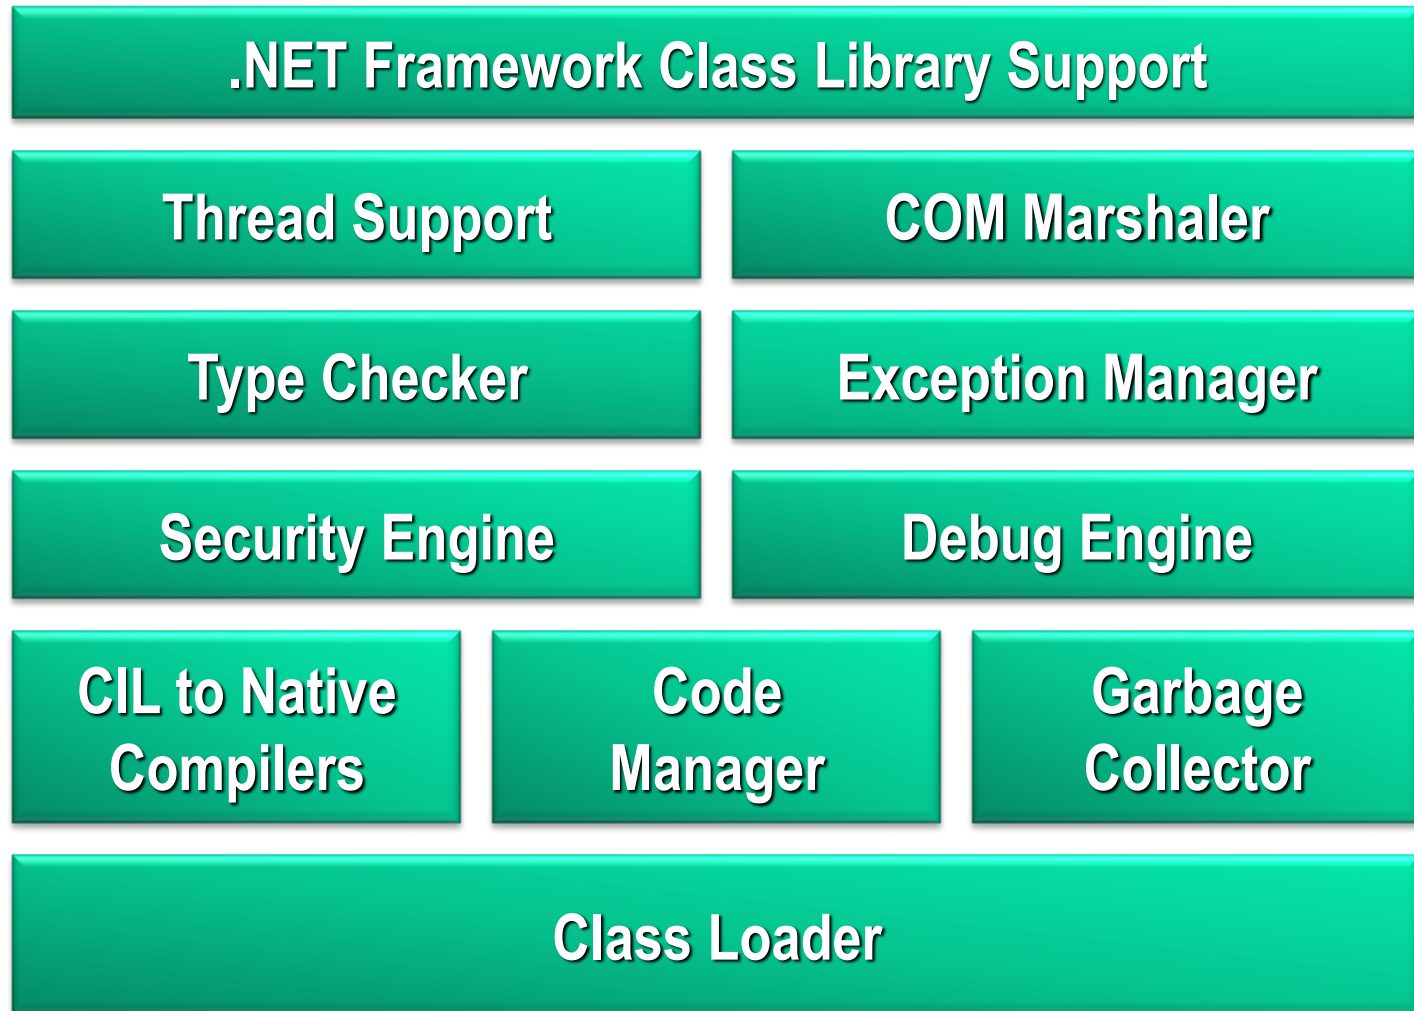 .NET Framework Class Library Support
Thread Support
COM Marshaler
Type Checker
Exception Manager
Security Engine
Debug Engine
CIL to Native
Compilers
Code
Manager
Garbage
Collector
Class Loader